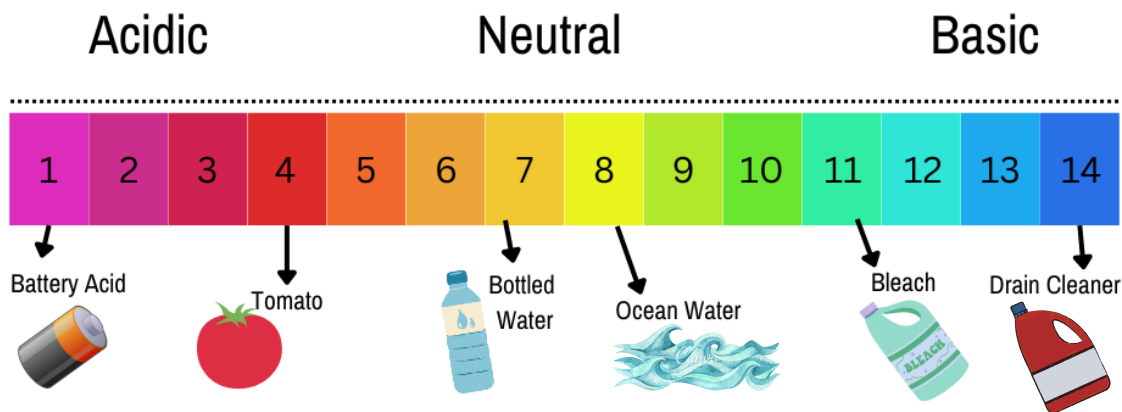 Acidic Neutral Basic
1 2 3 4 5 6 7 8 9 10 11 12 13 14
Battery Acid
Tomato
Bottled
Water
Ocean Water
Bleach
BLEACH
Drain Cleaner